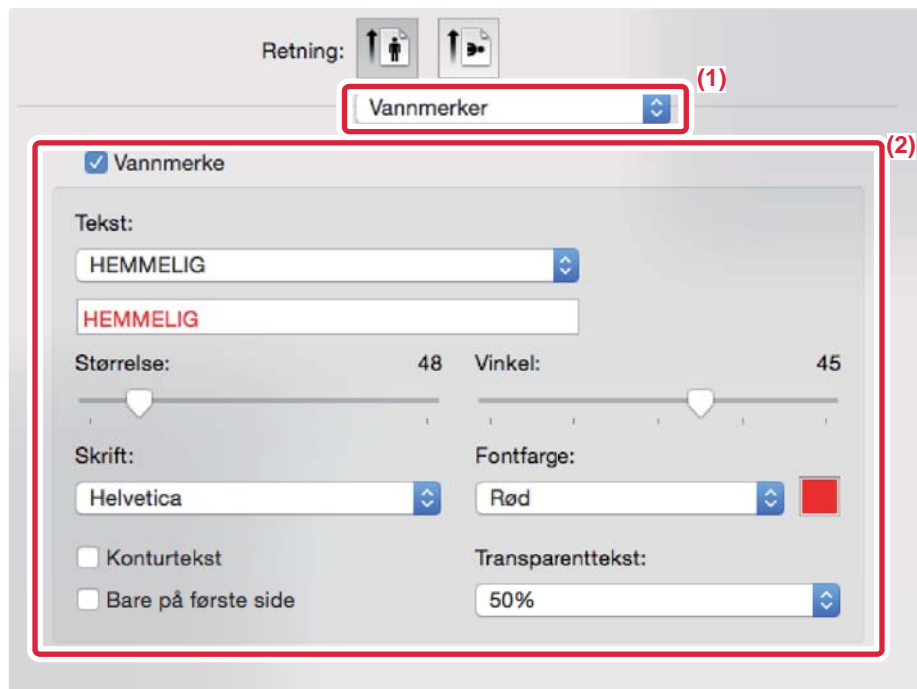 Retning:
(1)
Vannmerker
(2)
Vannmerke
Tekst:
HEMMELIG
HEMMELIG
Størrelse: 48 Vinkel: 45
Skrift: Fontfarge:
Helvetica Rød
Konturtekst Transparenttekst:
Bare på første side 50%